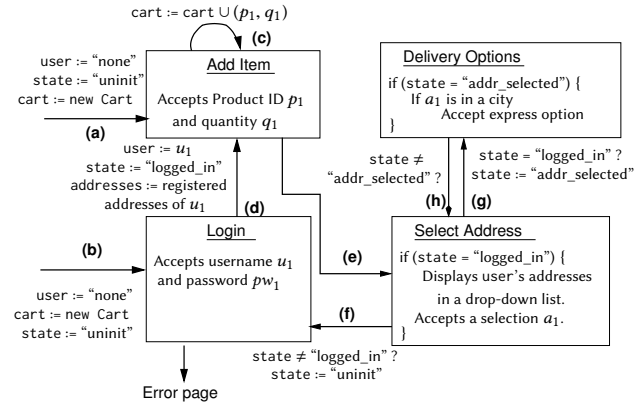 cart := cart ∪ (p₁, q₁)
(c)
user := “none”
state := “uninit”
cart := new Cart
(a)
Add Item
Accepts Product ID p₁
and quantity q₁
Delivery Options
if (state = “addr_selected”) {
If a₁ is in a city
Accept express option
}
user := u₁
state := “logged_in”
addresses := registered
addresses of u₁
(d)
state ≠
“addr_selected” ?
(h)
state = “logged_in” ?
state := “addr_selected”
(g)
(b)
user := “none”
cart := new Cart
state := “uninit”
Login
Accepts username u₁
and password pw₁
(e)
(f)
Select Address
if (state = “logged_in”) {
Displays user’s addresses
in a drop-down list.
Accepts a selection a₁.
}
state ≠ “logged_in” ?
state := “uninit”
Error page